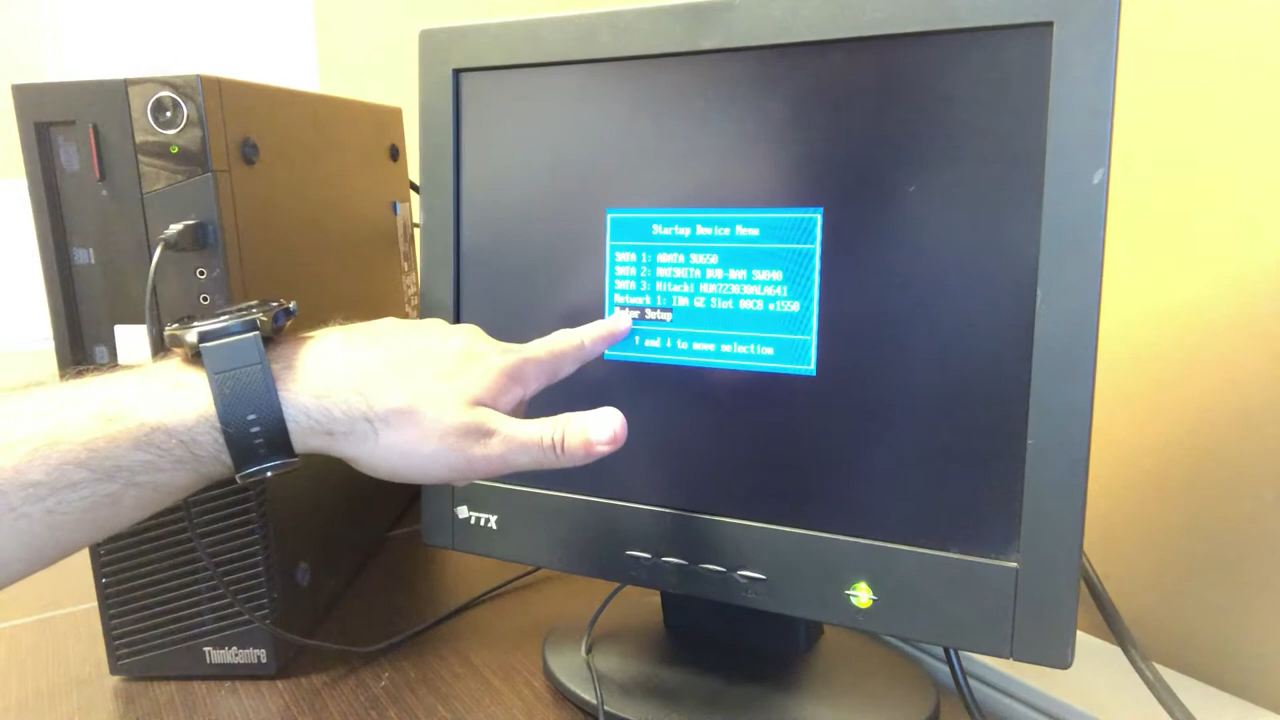 Startup Device Menu
SATA 1: ADATA SU650
SATA 2: MATSHITA DVD-RAM SW840
SATA 3: Hitachi HUA723030ALA641
Network 1: IBA GE Slot 00C8 v1550
Enter Setup
↑ and ↓ to move selection
TTX
ThinkCentre